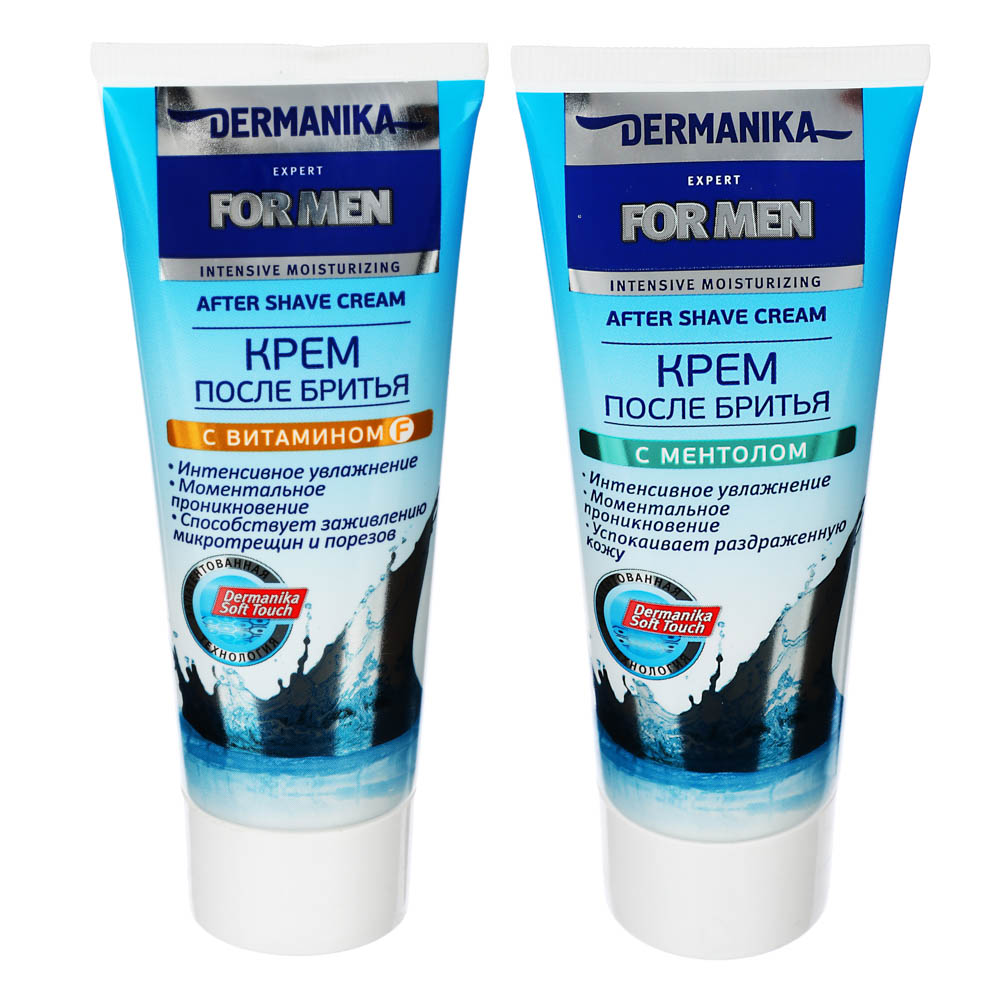 DERMANIKA
EXPERT
FOR MEN
INTENSIVE MOISTURIZING
AFTER SHAVE CREAM
КРЕМ
ПОСЛЕ БРИТЬЯ
С ВИТАМИНОМ F
• Интенсивное увлажнение
• Моментальное
проникновение
• Способствует заживлению
микротрещин и порезов
Dermanika
Soft Touch
ТЕХНОЛОГИЯ
DERMANIKA
EXPERT
FOR MEN
INTENSIVE MOISTURIZING
AFTER SHAVE CREAM
КРЕМ
ПОСЛЕ БРИТЬЯ
С МЕНТОЛОМ
• Интенсивное увлажнение
• Моментальное
проникновение
• Успокаивает раздраженную
кожу
Dermanika
Soft Touch
ТЕХНОЛОГИЯ